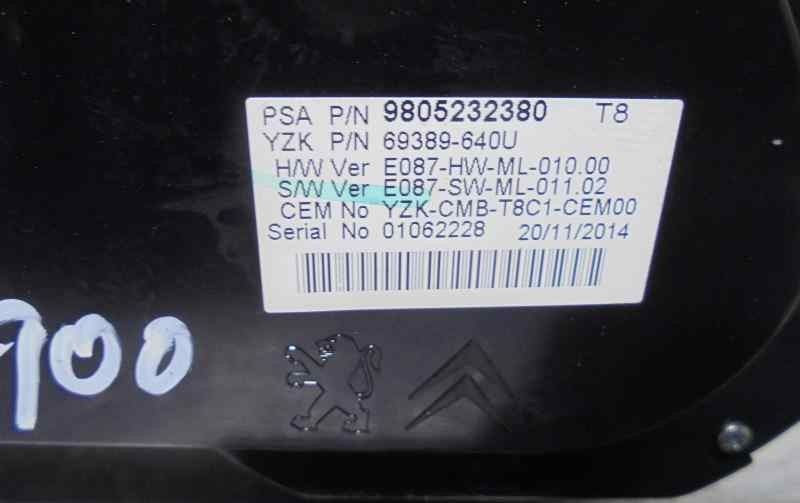 PSA P/N 9805232380 T8
YZK P/N 69389-640U
H/W Ver E087-HW-ML-010.00
S/W Ver E087-SW-ML-011.02
CEM No YZK-CMB-T8C1-CEM00
Serial No 01062228 20/11/2014
900